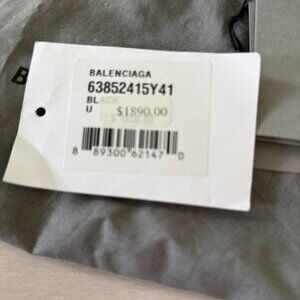 BALENCIAGA
63852415Y41
BLACK
U $1890.00
8 89300 62147 0
B